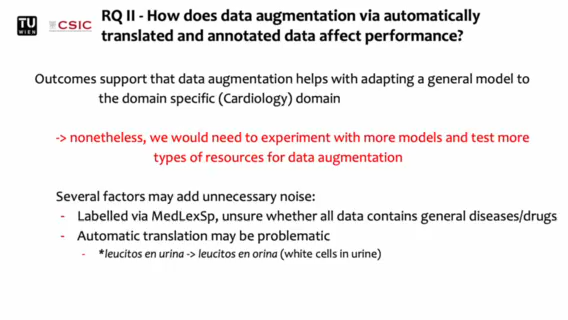 TU
WIEN
CSIC
RQ II - How does data augmentation via automatically
translated and annotated data affect performance?
Outcomes support that data augmentation helps with adapting a general model to
the domain specific (Cardiology) domain
-> nonetheless, we would need to experiment with more models and test more
types of resources for data augmentation
Several factors may add unnecessary noise:
- Labelled via MedLexSp, unsure whether all data contains general diseases/drugs
- Automatic translation may be problematic
- *leucitos en urina -> leucitos en orina (white cells in urine)